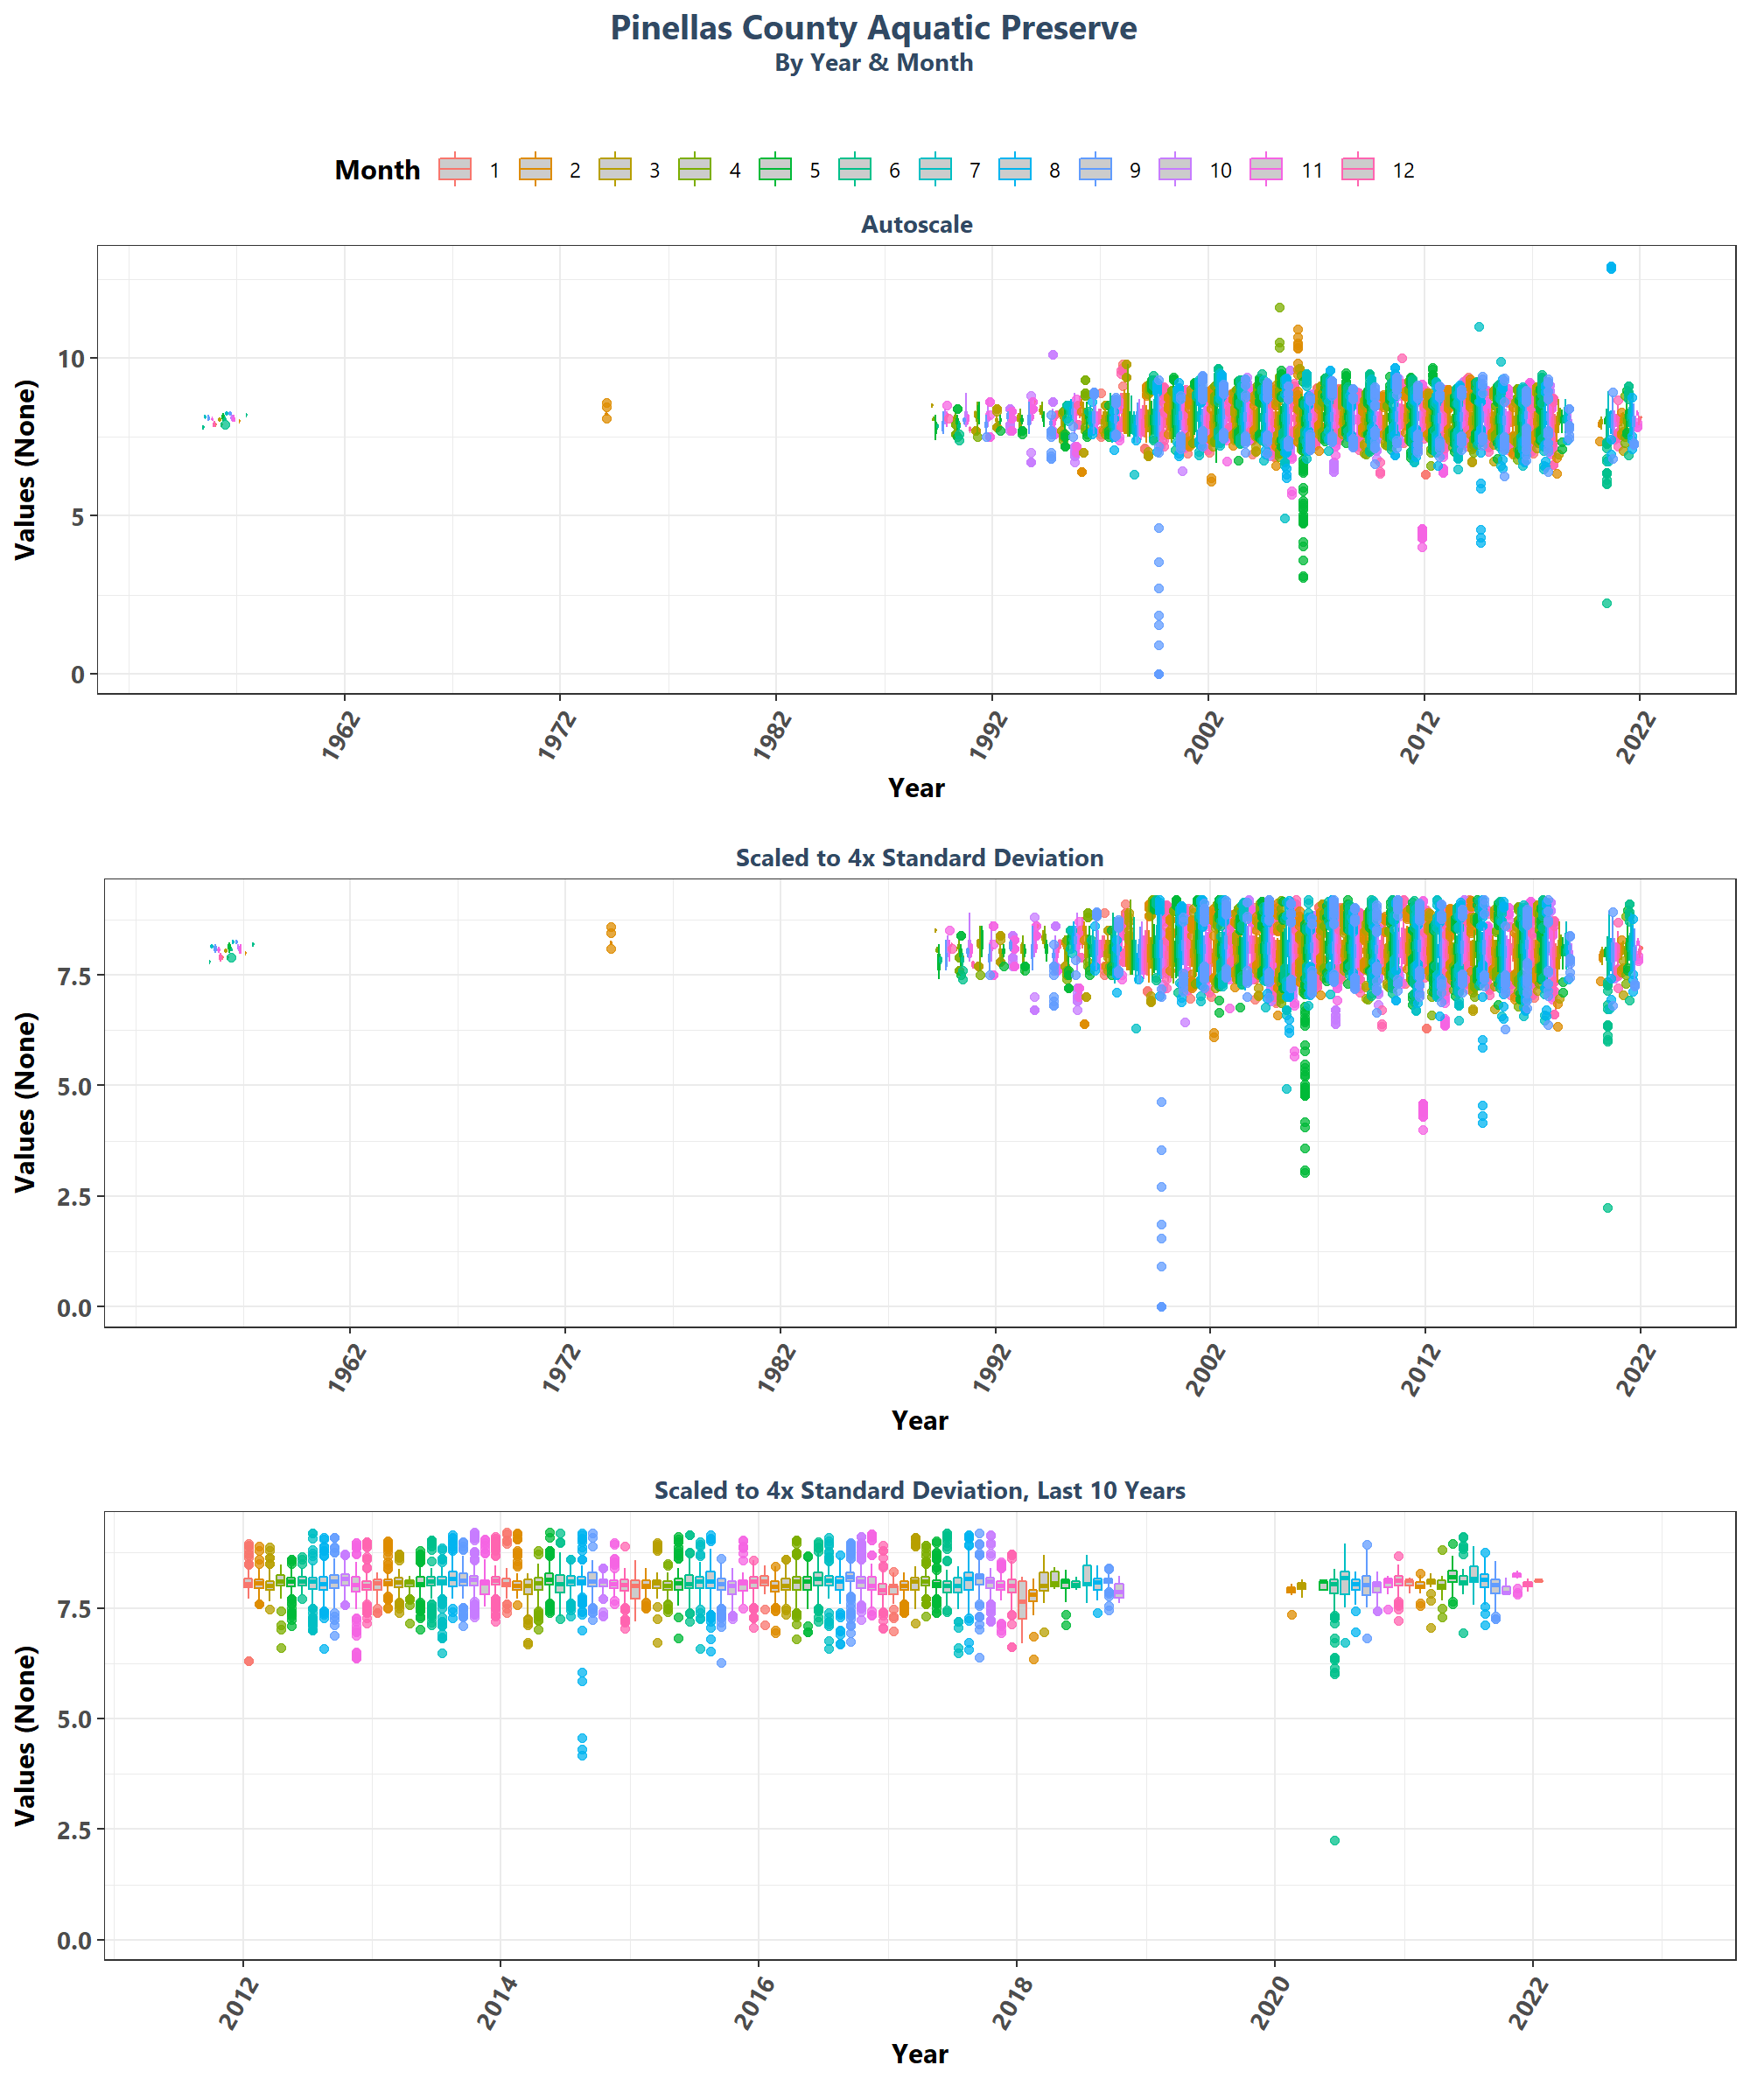 Pinellas County Aquatic Preserve
By Year & Month
Month 1 2 3 4 5 6 7 8 9 10 11 12
Autoscale
Values (None)
10
5
0
1962 1972 1982 1992 2002 2012 2022
Year
Scaled to 4x Standard Deviation
Values (None)
7.5
5.0
2.5
0.0
1962 1972 1982 1992 2002 2012 2022
Year
Scaled to 4x Standard Deviation, Last 10 Years
Values (None)
7.5
5.0
2.5
0.0
2012 2014 2016 2018 2020 2022
Year